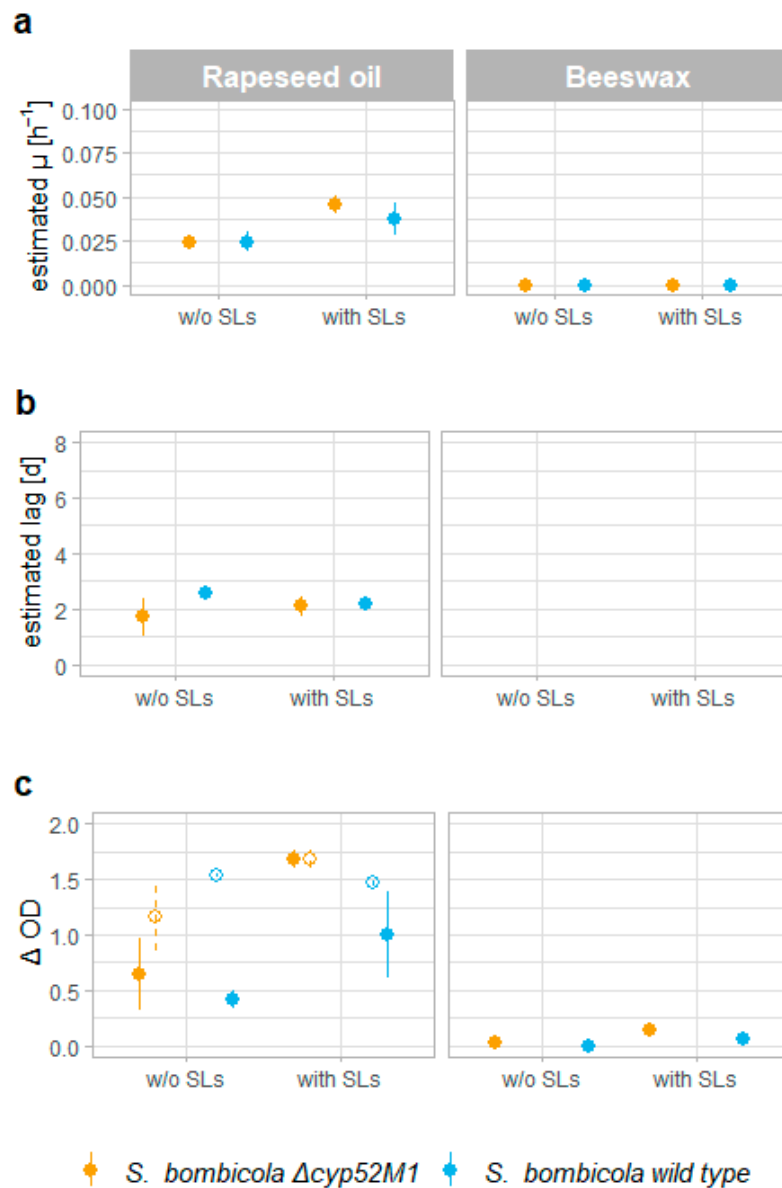 a
Rapeseed oil Beeswax
estimated µ [h⁻¹]
0.100
0.075
0.050
0.025
0.000
w/o SLs with SLs w/o SLs with SLs
b
estimated lag [d]
8
6
4
2
0
w/o SLs with SLs w/o SLs with SLs
c
Δ OD
2.0
1.5
1.0
0.5
0.0
w/o SLs with SLs w/o SLs with SLs
S. bombicola Δcyp52M1 S. bombicola wild type